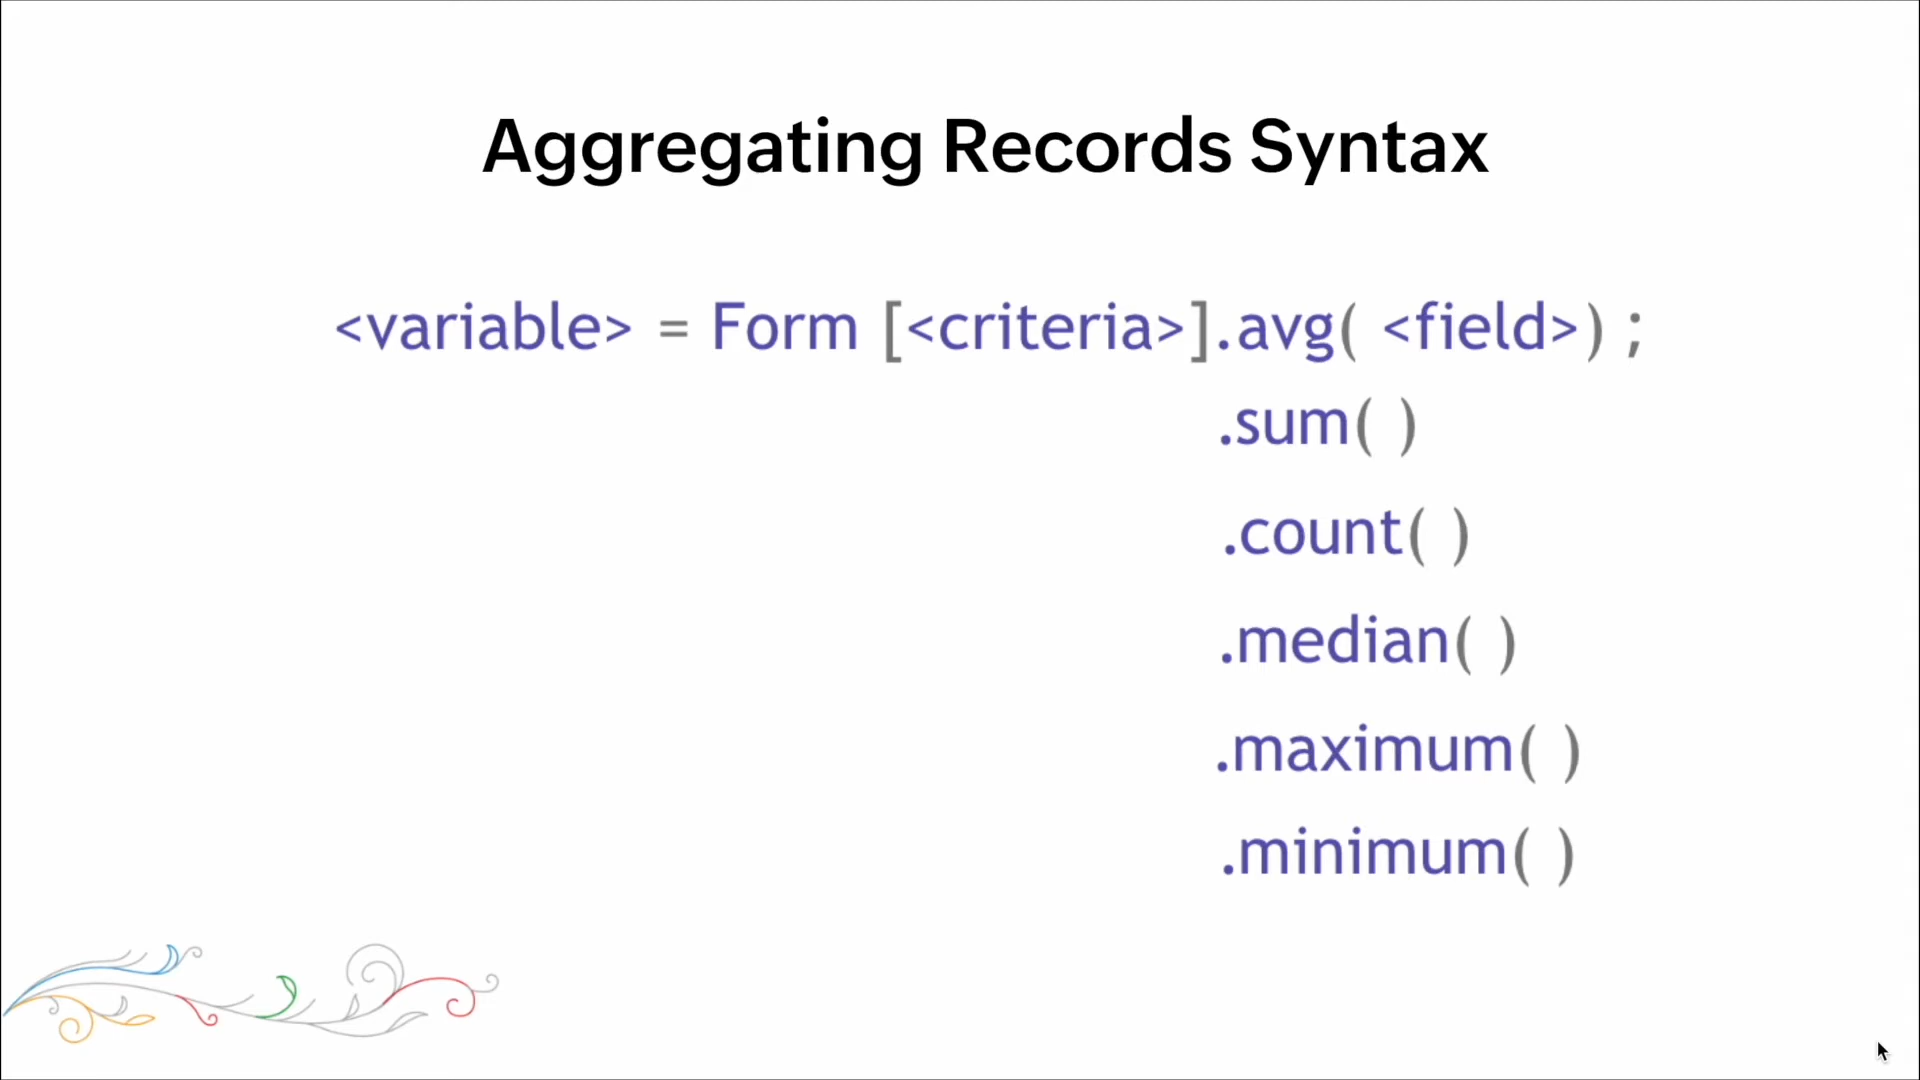 Aggregating Records Syntax
<variable> = Form [<criteria>].avg( <field>) ;
.sum( )
.count( )
.median( )
.maximum( )
.minimum( )